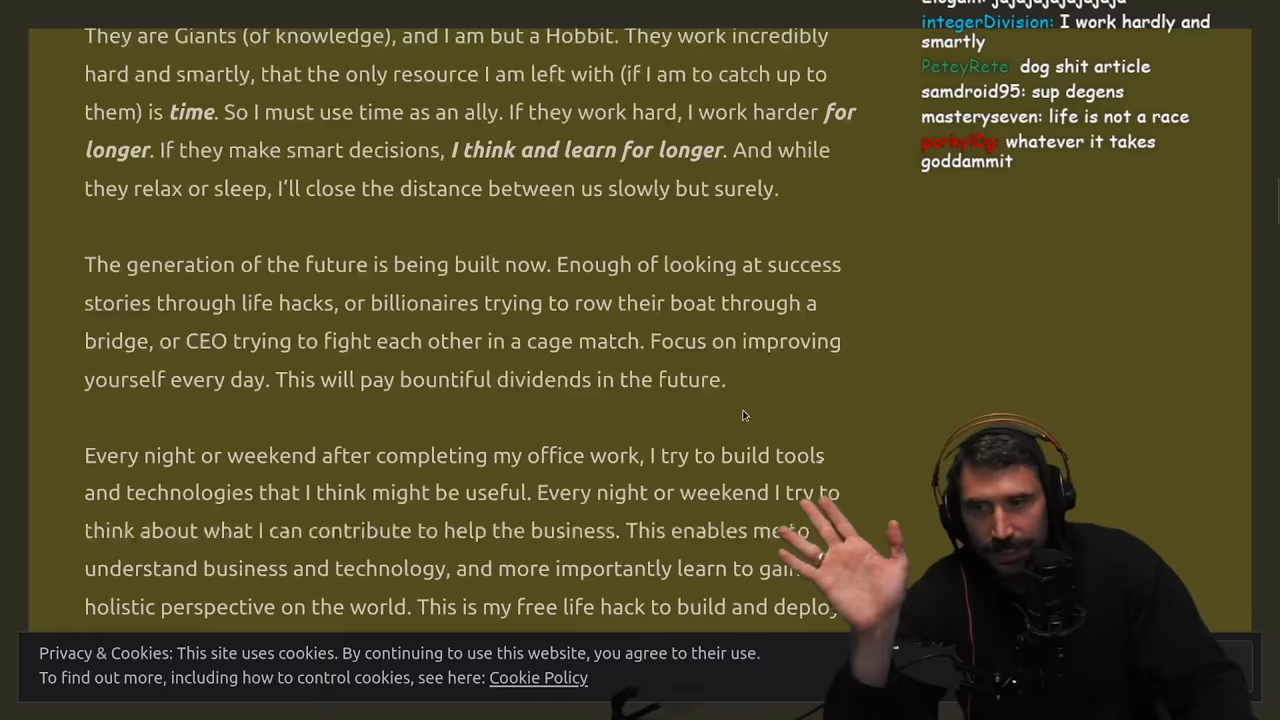 They are Giants (of knowledge), and I am but a Hobbit. They work incredibly
hard and smartly, that the only resource I am left with (if I am to catch up to
them) is time. So I must use time as an ally. If they work hard, I work harder for
longer. If they make smart decisions, I think and learn for longer. And while
they relax or sleep, I’ll close the distance between us slowly but surely.
The generation of the future is being built now. Enough of looking at success
stories through life hacks, or billionaires trying to row their boat through a
bridge, or CEO trying to fight each other in a cage match. Focus on improving
yourself every day. This will pay bountiful dividends in the future.
Every night or weekend after completing my office work, I try to build tools
and technologies that I think might be useful. Every night or weekend I try to
think about what I can contribute to help the business. This enables me to
understand business and technology, and more importantly learn to gain
holistic perspective on the world. This is my free life hack to build and deploy
Privacy & Cookies: This site uses cookies. By continuing to use this website, you agree to their use.
To find out more, including how to control cookies, see here: Cookie Policy
integerDivision: I work hardly and
smartly
PeteyRete: dog shit article
samdroid95: sup degens
masteryseven: life is not a race
whatever it takes
goddammit